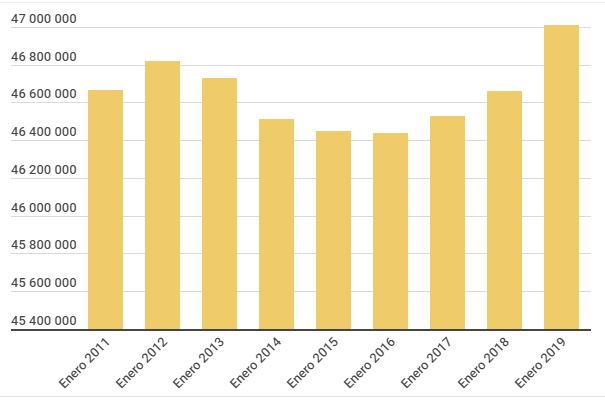 47 000 000
46 800 000
46 600 000
46 400 000
46 200 000
46 000 000
45 800 000
45 600 000
45 400 000
Enero 2011
Enero 2012
Enero 2013
Enero 2014
Enero 2015
Enero 2016
Enero 2017
Enero 2018
Enero 2019